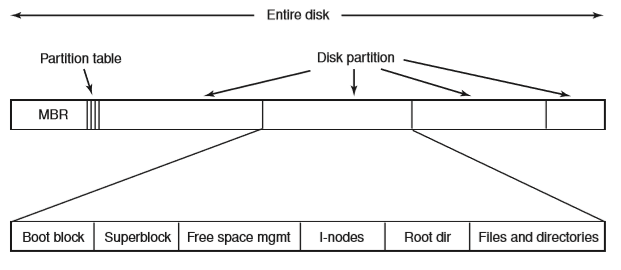 Entire disk
Partition table
Disk partition
MBR
Boot block
Superblock
Free space mgmt
I-nodes
Root dir
Files and directories